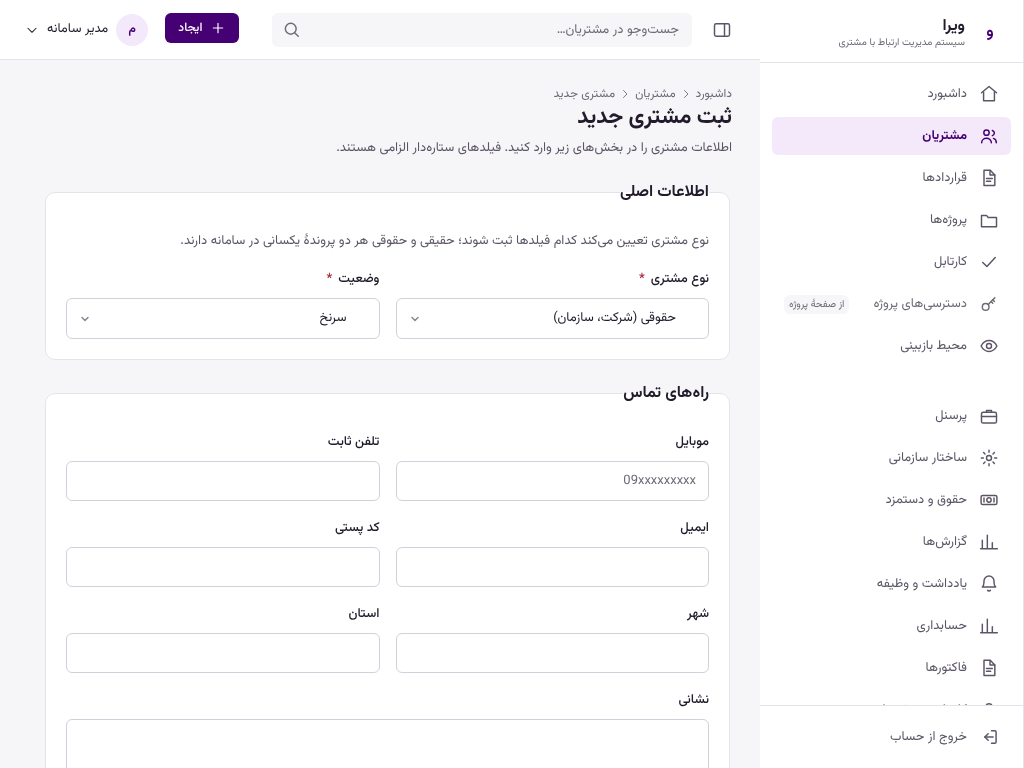 و
ویرا
سیستم مدیریت ارتباط با مشتری
داشبورد
مشتریان
قراردادها
پروژه‌ها
کارتابل
دسترسی‌های پروژه
از صفحهٔ پروژه
محیط بازبینی
پرسنل
ساختار سازمانی
حقوق و دستمزد
گزارش‌ها
یادداشت و وظیفه
حسابداری
فاکتورها
خروج از حساب
جست‌وجو در مشتریان...
ایجاد
م
مدیر سامانه
داشبورد
مشتریان
مشتری جدید
ثبت مشتری جدید
اطلاعات مشتری را در بخش‌های زیر وارد کنید. فیلدهای ستاره‌دار الزامی هستند.
اطلاعات اصلی
نوع مشتری تعیین می‌کند کدام فیلدها ثبت شوند؛ حقیقی و حقوقی هر دو پروندهٔ یکسانی در سامانه دارند.
نوع مشتری *
حقوقی (شرکت، سازمان)
وضعیت *
سرنخ
راه‌های تماس
موبایل
09xxxxxxxxx
تلفن ثابت
ایمیل
کد پستی
شهر
استان
نشانی